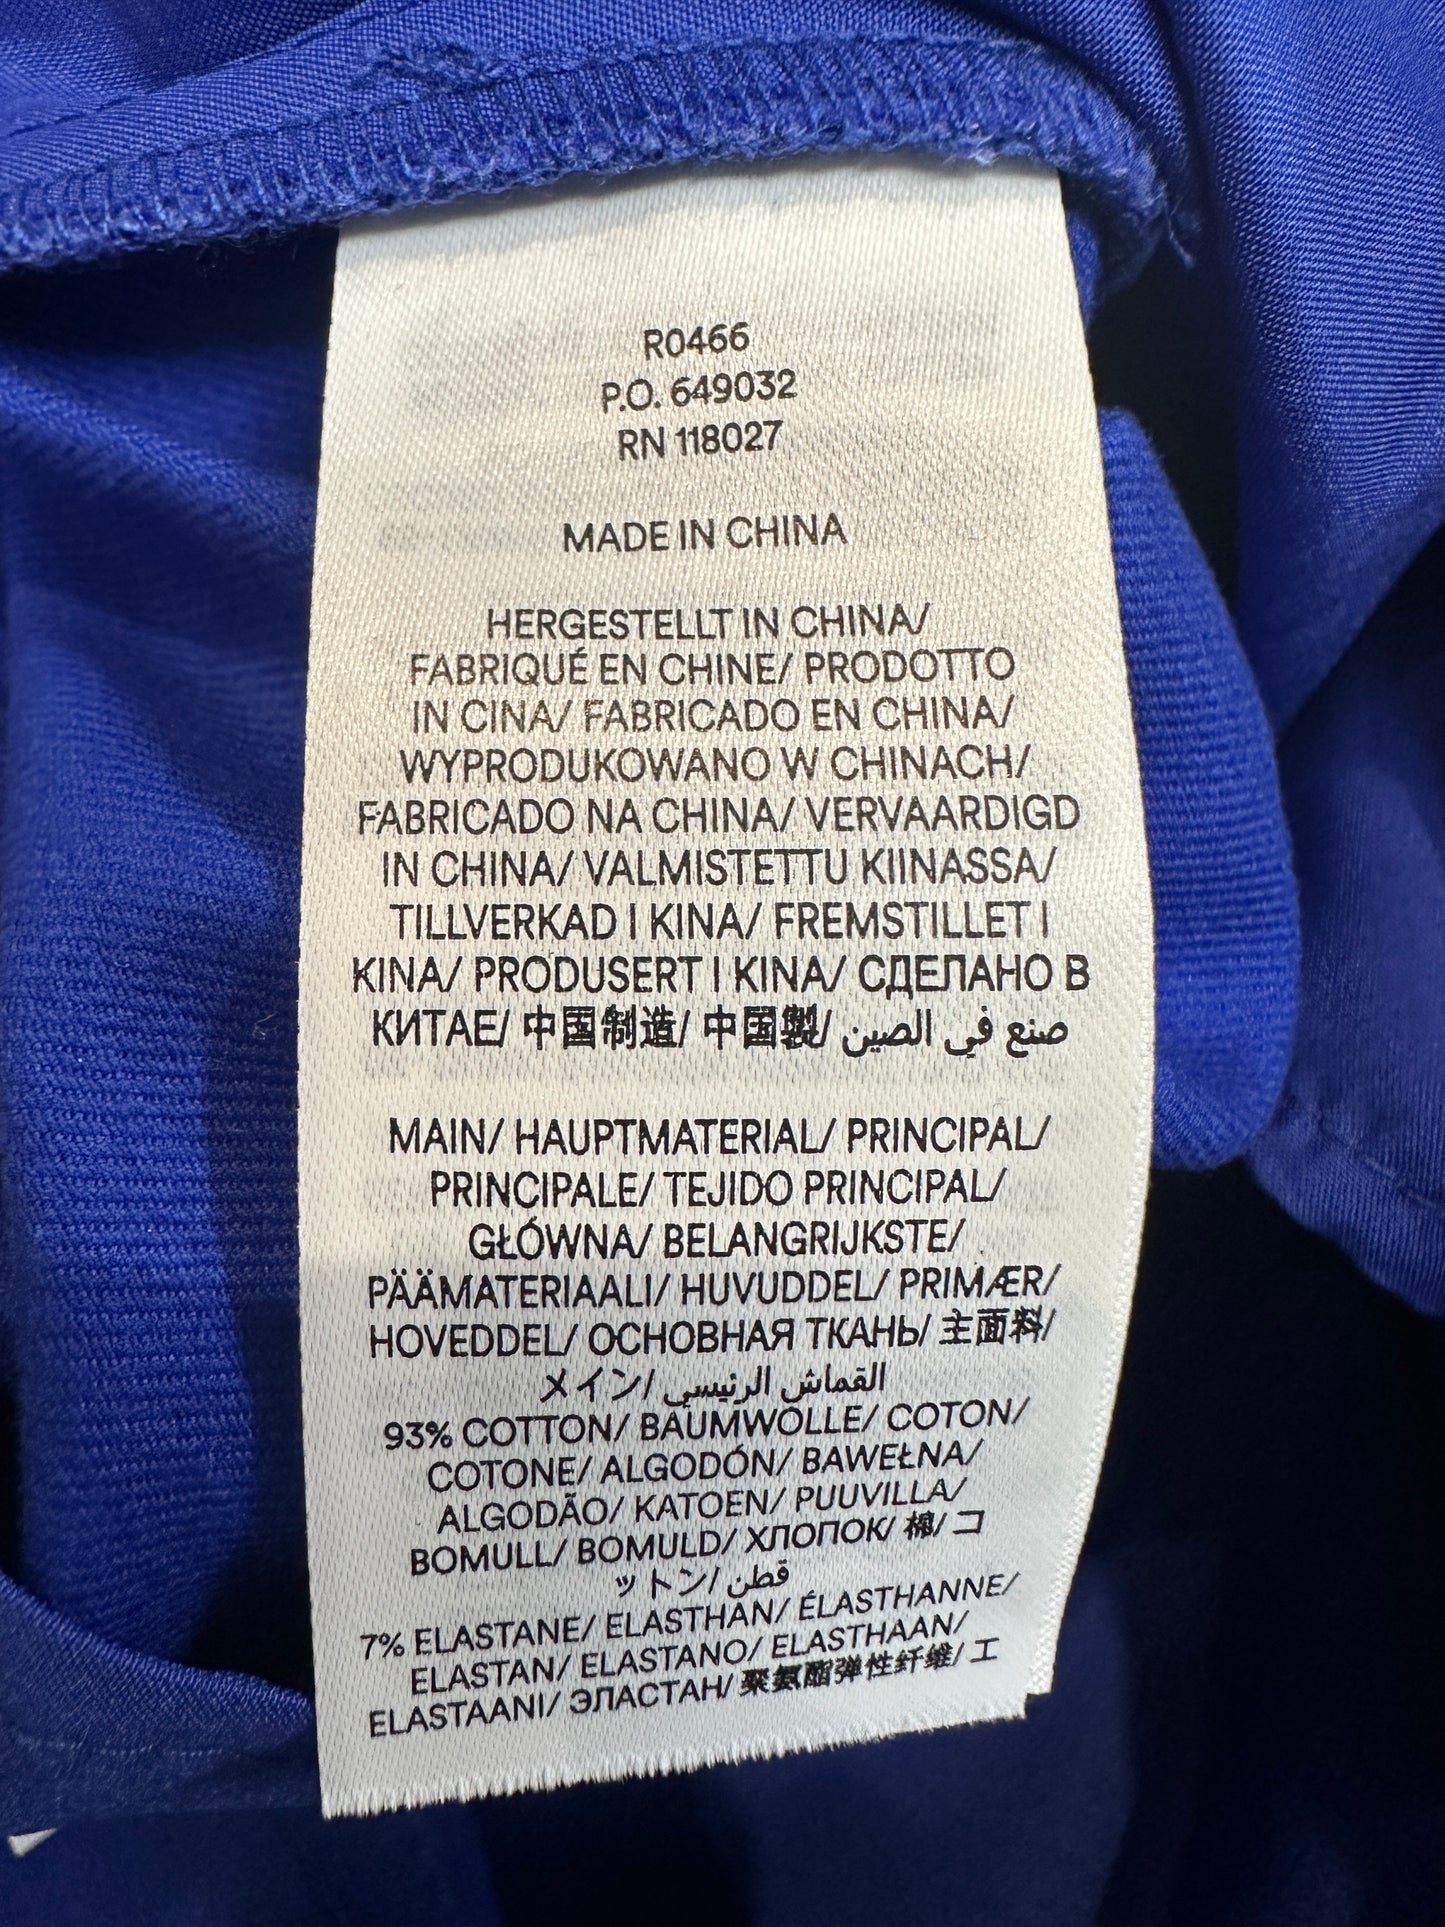 R0466
P.O. 649032
RN 118027
MADE IN CHINA
HERGESTELLT IN CHINA/
FABRIQUÉ EN CHINE/ PRODOTTO
IN CINA/ FABRICADO EN CHINA/
WYPRODUKOWANO W CHINACH/
FABRICADO NA CHINA/ VERVAARDIGD
IN CHINA/ VALMISTETTU KIINASSA/
TILLVERKAD I KINA/ FREMSTILLET I
KINA/ PRODUSERT I KINA/ СДЕЛАНО В
КИТАЕ/ 中国制造/ 中国製/ صنع في الصين
MAIN/ HAUPTMATERIAL/ PRINCIPAL/
PRINCIPALE/ TEJIDO PRINCIPAL/
GŁÓWNA/ BELANGRIJKSTE/
PÄÄMATERIAALI/ HUVUDDEL/ PRIMÆR/
HOVEDDEL/ ОСНОВНАЯ ТКАНЬ/ 主面料/
メイン/ القماش الرئيسي
93% COTTON/ BAUMWOLLE/ COTON/
COTONE/ ALGODÓN/ BAWEŁNA/
ALGODÃO/ KATOEN/ PUUVILLA/
BOMULL/ BOMULD/ ХЛОПОК/ 棉/ コ
ットン/ قطن
7% ELASTANE/ ELASTHAN/ ÉLASTHANNE/
ELASTAN/ ELASTANO/ ELASTHAAN/
ELASTAANI/ ЭЛАСТАН/ 聚氨酯弹性纤维/ エ